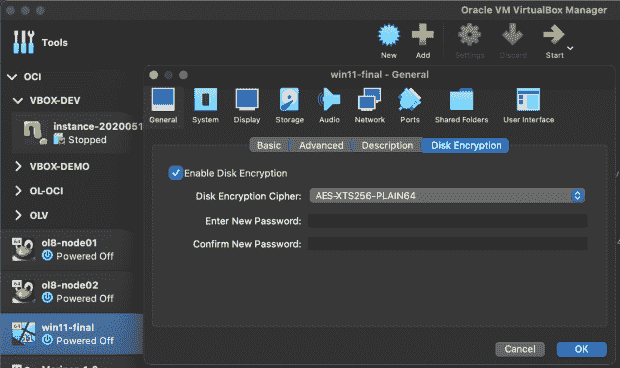 Oracle VM VirtualBox Manager
Tools
New
Add
Settings
Discard
Start
OCI
VBOX-DEV
instance-2020051
Stopped
VBOX-DEMO
OL-OCI
OLV
ol8-node01
Powered Off
ol8-node02
Powered Off
win11-final
Powered Off
win11-final - General
General
System
Display
Storage
Audio
Network
Ports
Shared Folders
User Interface
Basic
Advanced
Description
Disk Encryption
Enable Disk Encryption
Disk Encryption Cipher:
AES-XTS256-PLAIN64
Enter New Password:
Confirm New Password:
Cancel
OK